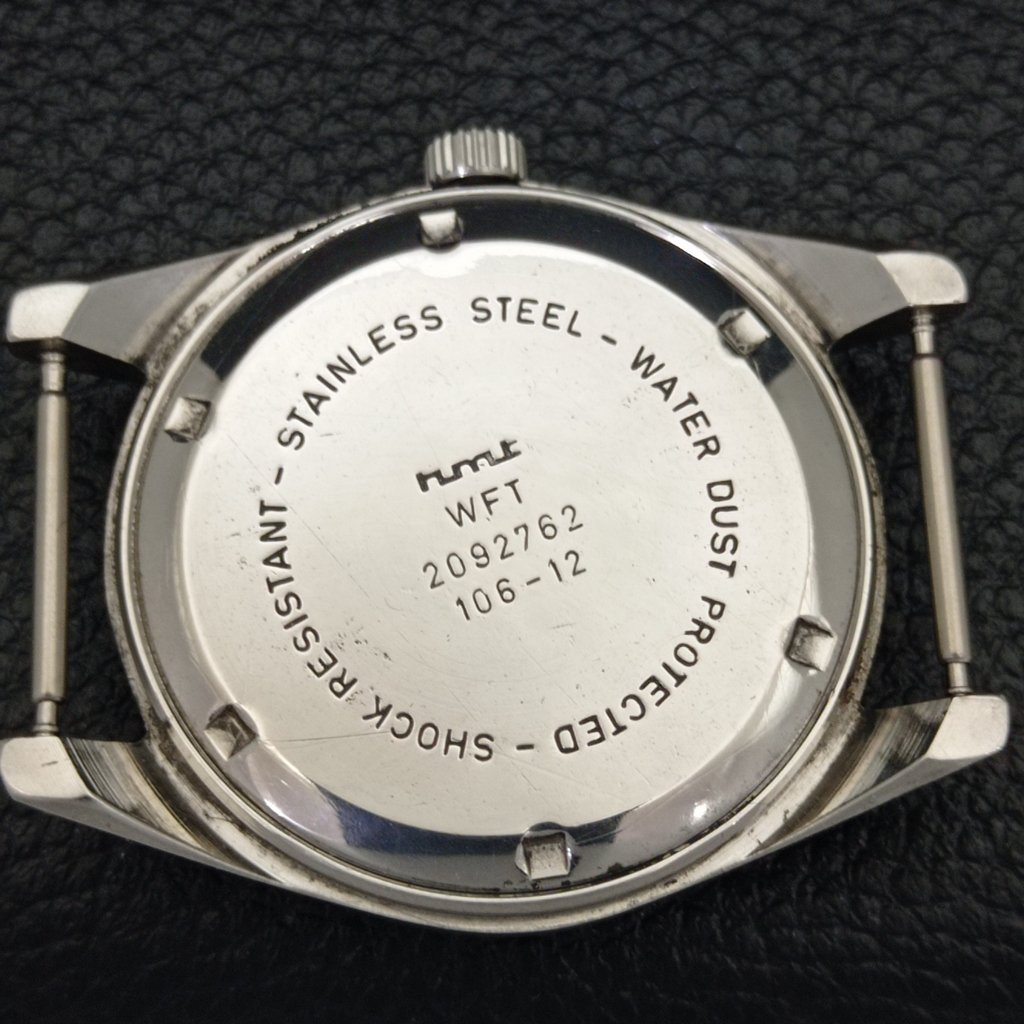 STAINLESS STEEL - WATER DUST PROTECTED - SHOCK RESISTANT -
hmt
WFT
2092762
106-12